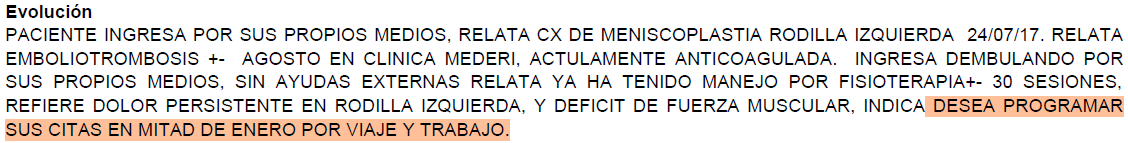 Evolución
PACIENTE INGRESA POR SUS PROPIOS MEDIOS, RELATA CX DE MENISCOPLASTIA RODILLA IZQUIERDA 24/07/17. RELATA
EMBOLIOTROMBOSIS +- AGOSTO EN CLINICA MEDERI, ACTULAMENTE ANTICOAGULADA. INGRESA DEMBULANDO POR
SUS PROPIOS MEDIOS, SIN AYUDAS EXTERNAS RELATA YA HA TENIDO MANEJO POR FISIOTERAPIA+- 30 SESIONES,
REFIERE DOLOR PERSISTENTE EN RODILLA IZQUIERDA, Y DEFICIT DE FUERZA MUSCULAR, INDICA DESEA PROGRAMAR
SUS CITAS EN MITAD DE ENERO POR VIAJE Y TRABAJO.